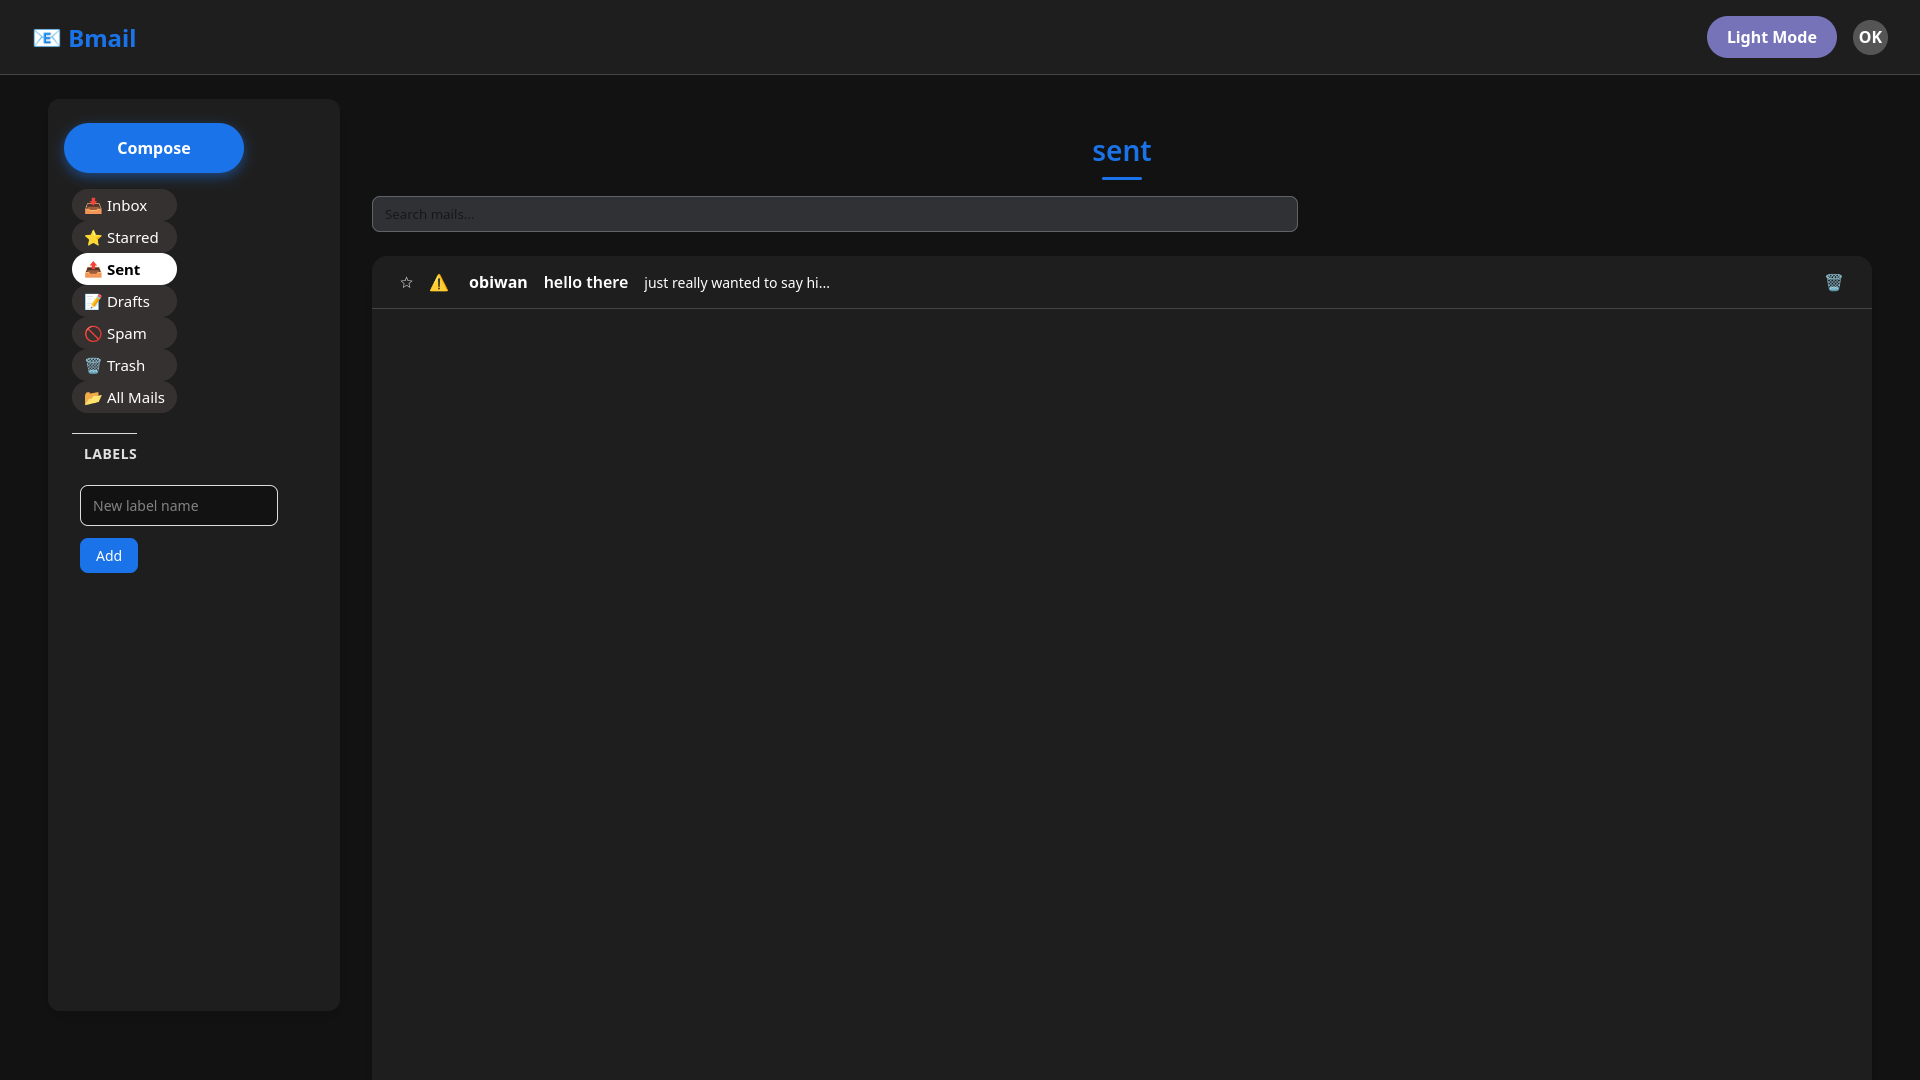 📧 Bmail
Light Mode
OK
Compose
📥 Inbox
⭐ Starred
📤 Sent
📝 Drafts
🚫 Spam
🗑️ Trash
📂 All Mails
LABELS
New label name
Add
sent
Search mails...
☆ ⚠️ obiwan hello there just really wanted to say hi... 🗑️